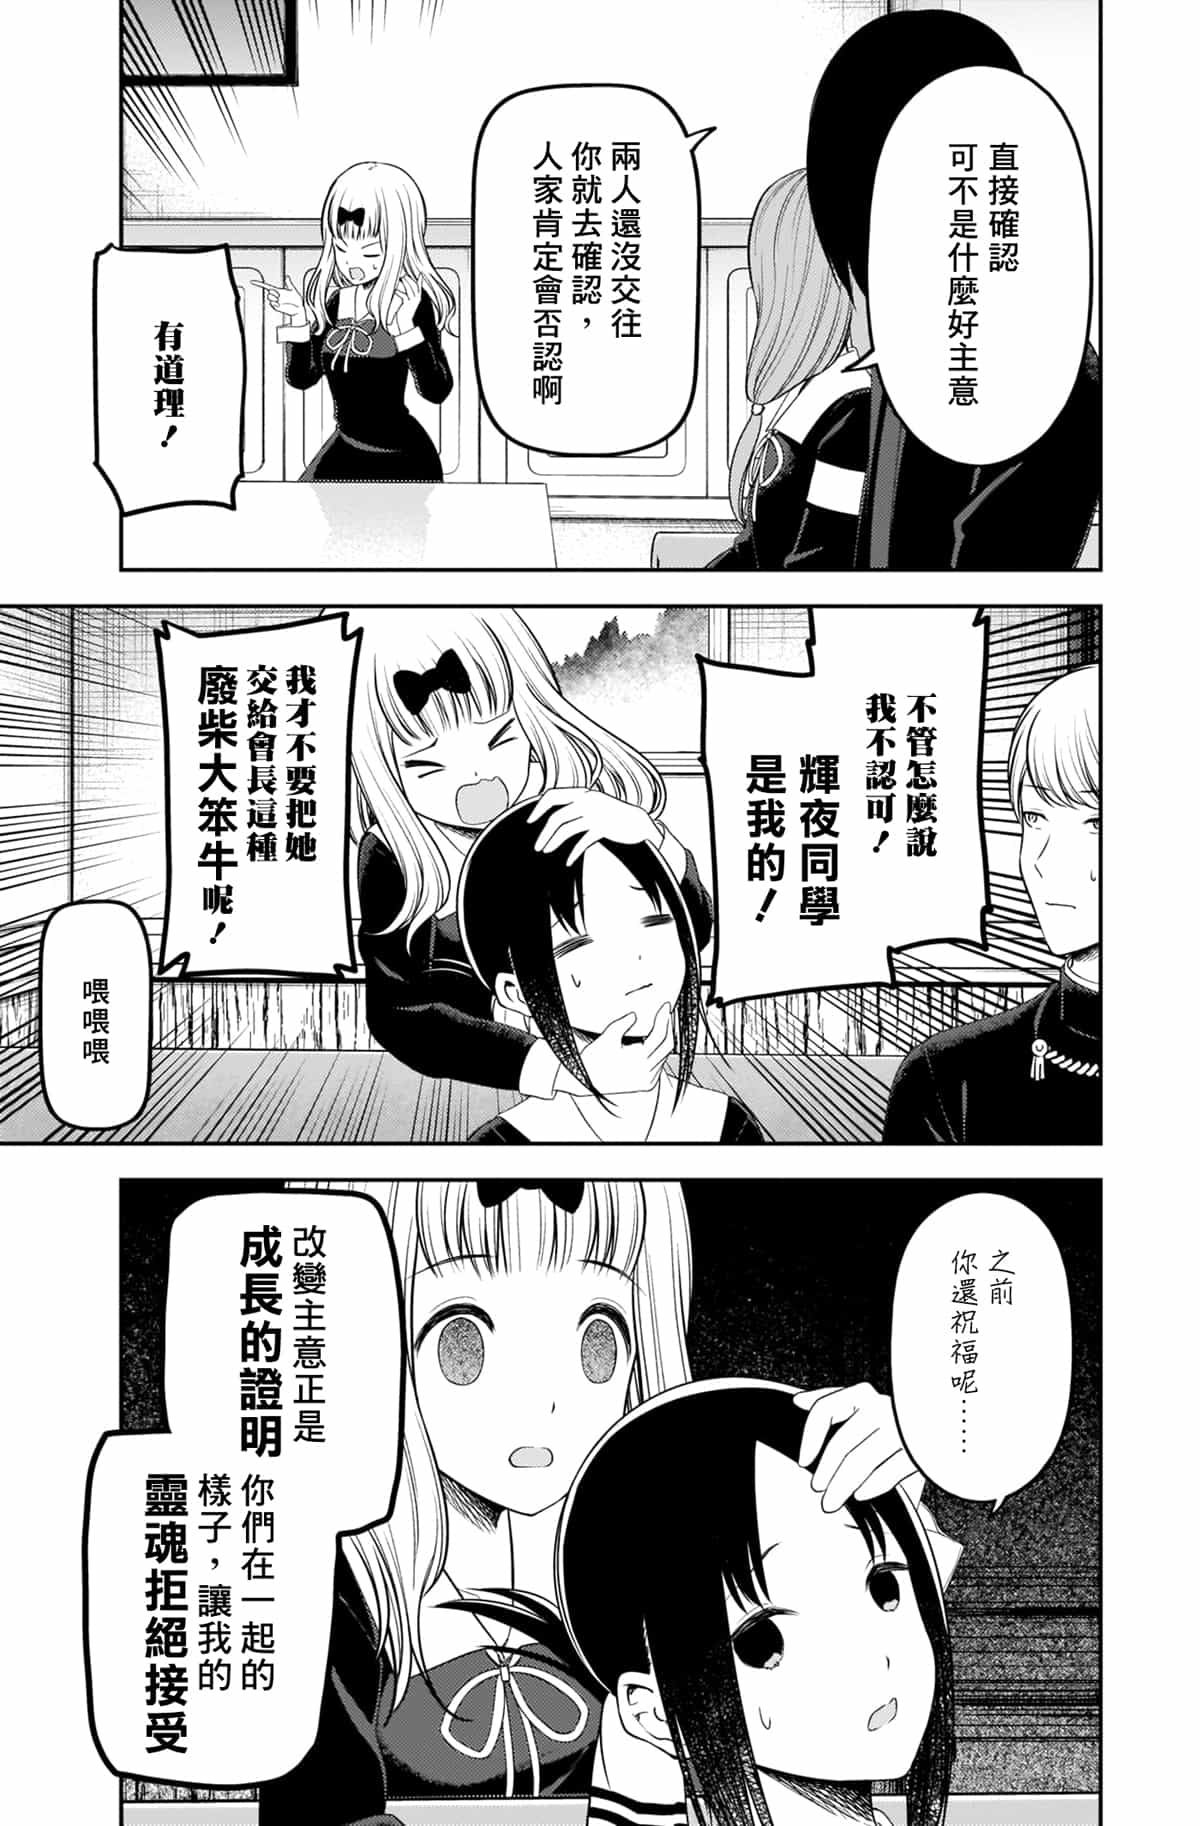 直接確認
可不是什麼好主意
兩人還沒交往
你就去確認，
人家肯定會否認啊
有道理！
不管怎麼說
我不認可！
輝夜同學
是我的！
我才不要把她
交給會長這種
廢柴大笨牛呢！
喂喂喂
之前
你還祝福呢……
改變主意正是
成長的證明
你們在一起的
樣子，讓我的
靈魂拒絕接受